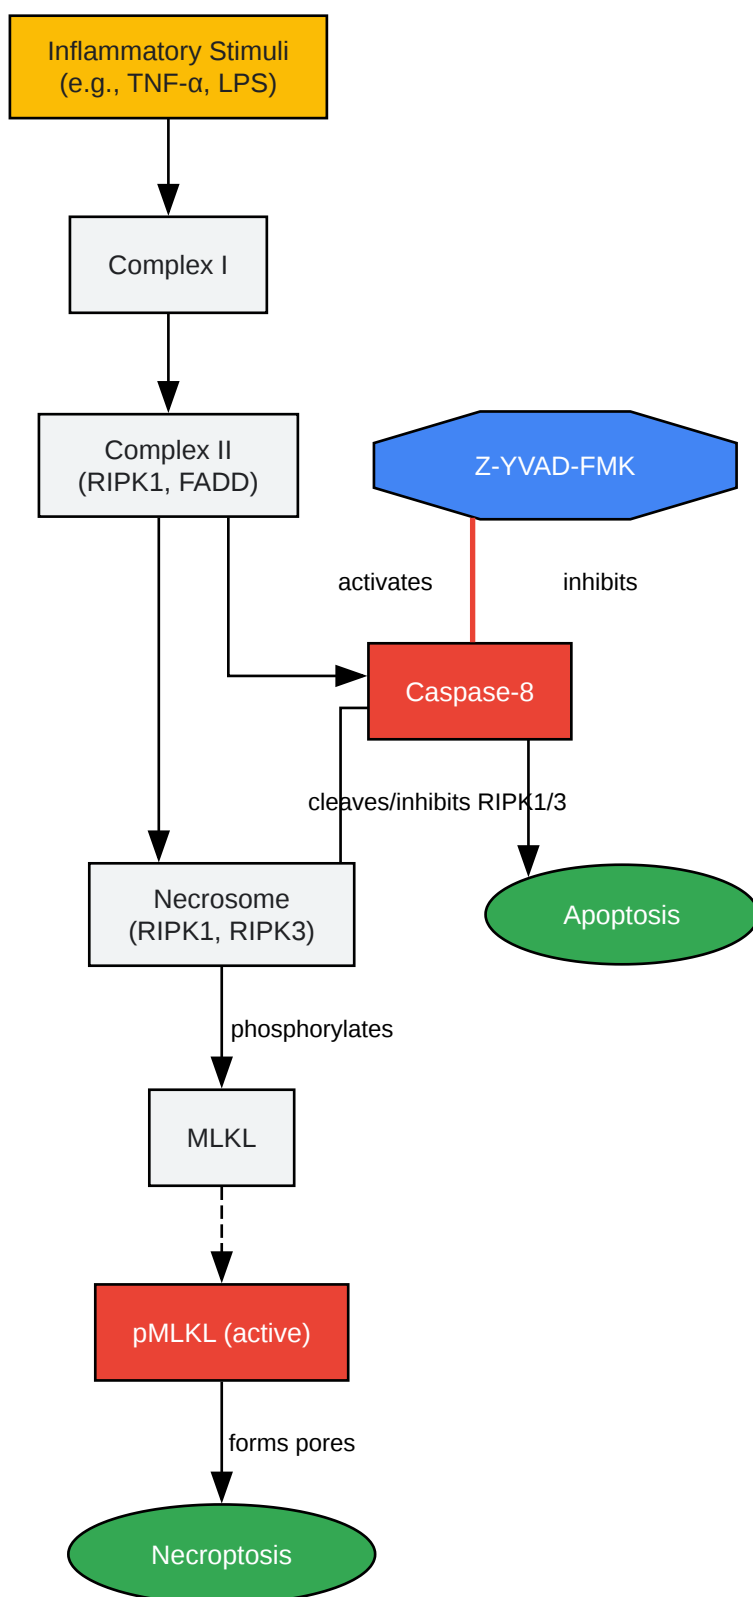 Inflammatory Stimuli
(e.g., TNF-α, LPS)
Complex I
Complex II
(RIPK1, FADD)
Z-YVAD-FMK
activates
inhibits
Caspase-8
cleaves/inhibits RIPK1/3
Necrosome
(RIPK1, RIPK3)
Apoptosis
phosphorylates
MLKL
pMLKL (active)
forms pores
Necroptosis